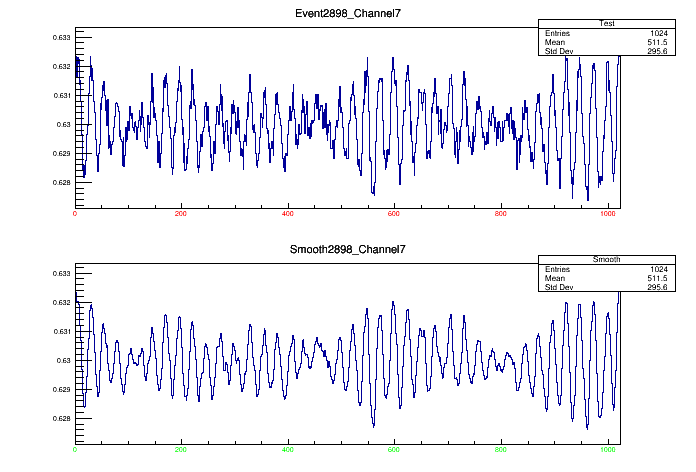 Event2898_Channel7
Test
Entries 1024
Mean 511.5
Std Dev 295.6
0.633
0.632
0.631
0.63
0.629
0.628
0 200 400 600 800 1000
Smooth2898_Channel7
Smooth
Entries 1024
Mean 511.5
Std Dev 295.6
0.633
0.632
0.631
0.63
0.629
0.628
0 200 400 600 800 1000